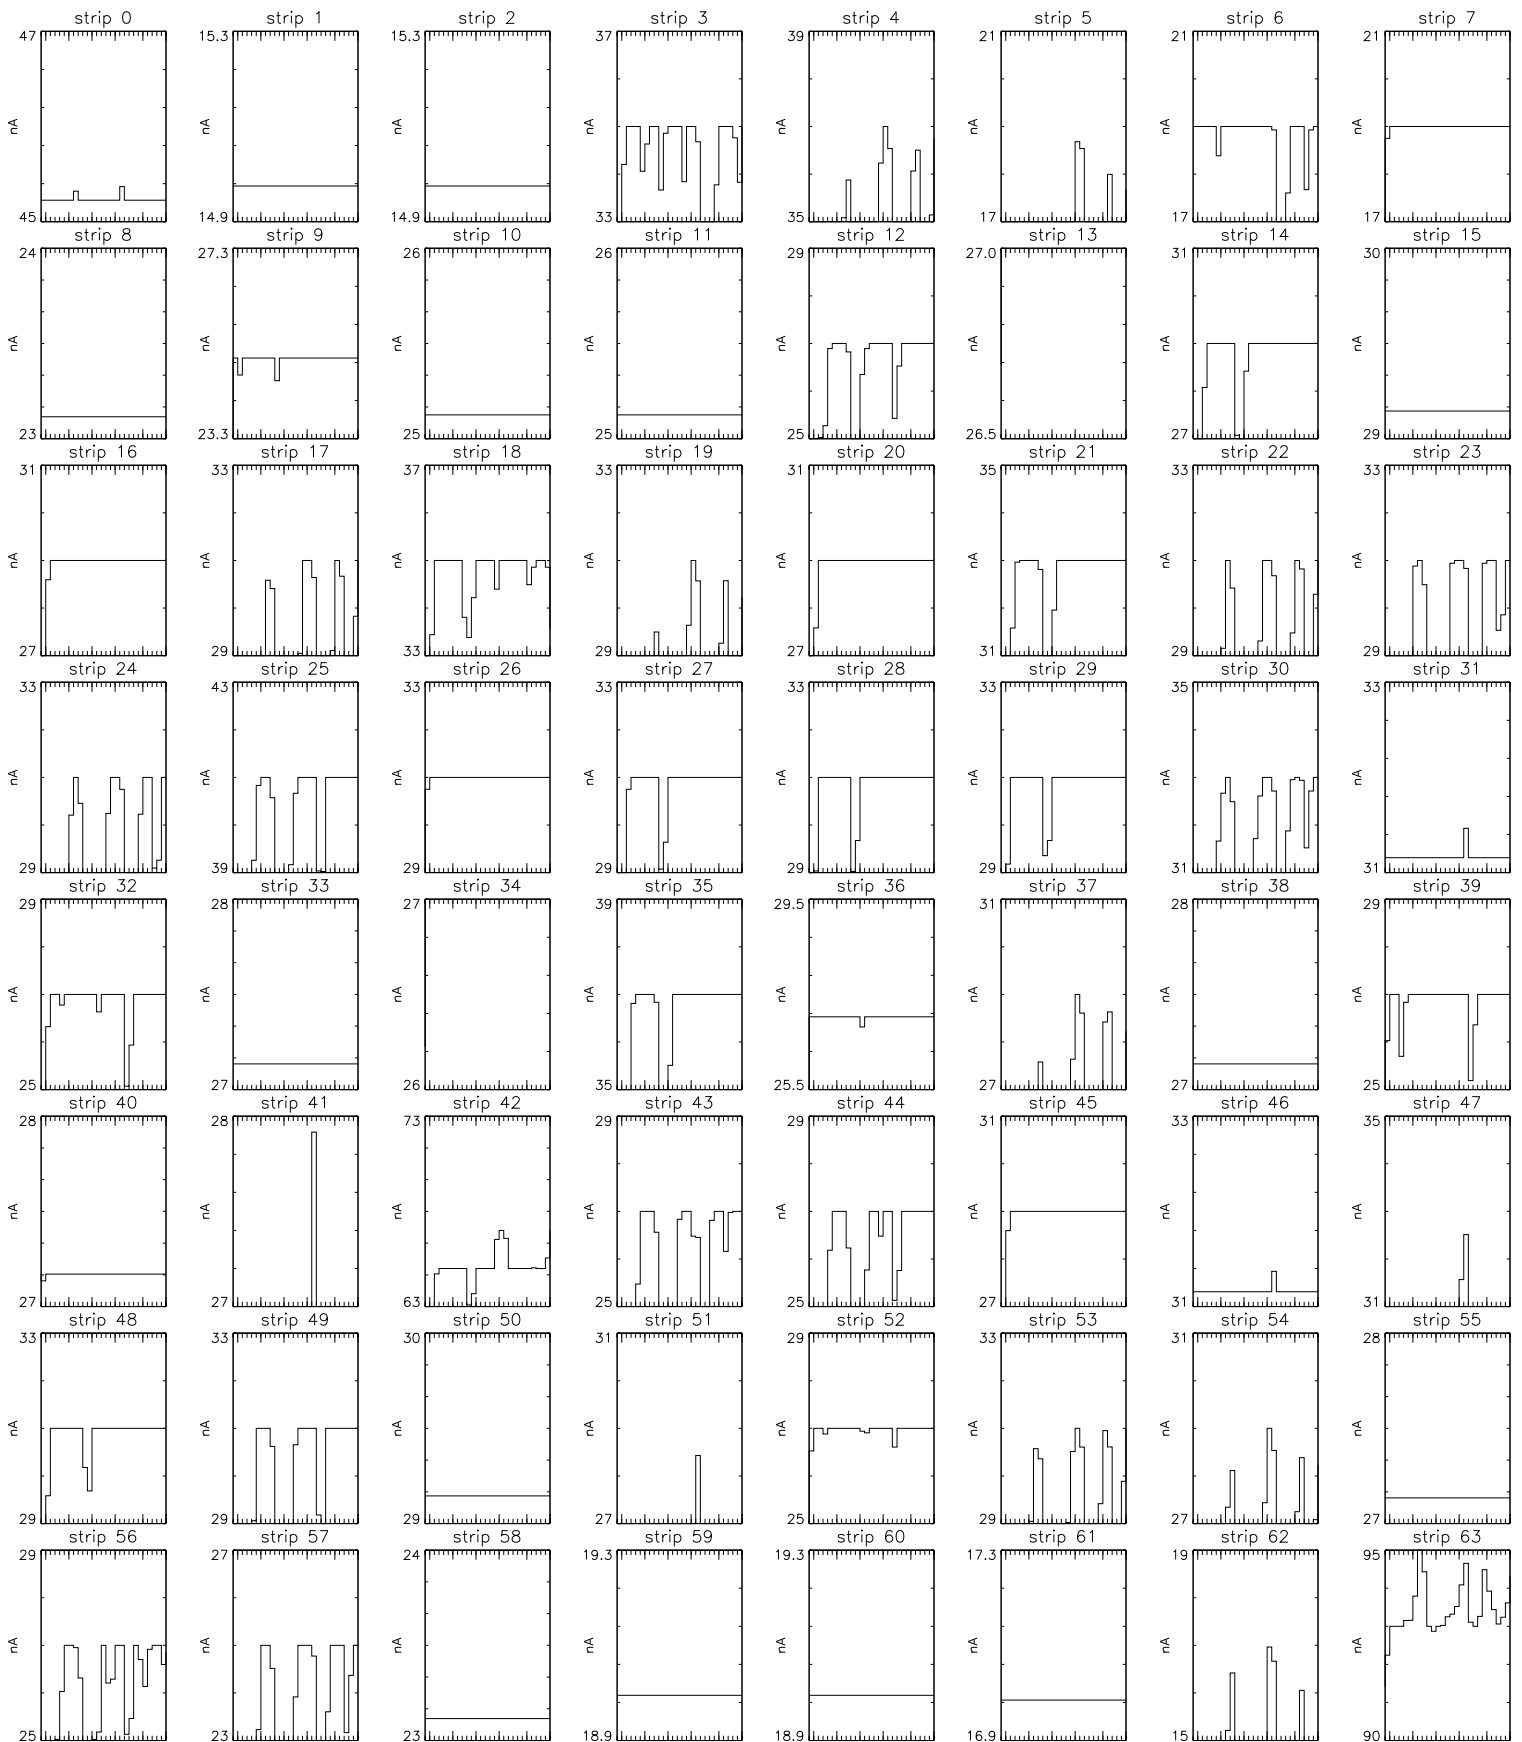 strip 0 strip 1 strip 2 strip 3 strip 4 strip 5 strip 6 strip 7
47 15.3 15.3 37 39 21 21 21
nA nA nA nA nA nA nA nA
45 14.9 14.9 33 35 17 17 17
strip 8 strip 9 strip 10 strip 11 strip 12 strip 13 strip 14 strip 15
24 27.3 26 26 29 27.0 31 30
nA nA nA nA nA nA nA nA
23 23.3 25 25 25 26.5 27 29
strip 16 strip 17 strip 18 strip 19 strip 20 strip 21 strip 22 strip 23
31 33 37 33 31 35 33 33
nA nA nA nA nA nA nA nA
27 29 33 29 27 31 29 29
strip 24 strip 25 strip 26 strip 27 strip 28 strip 29 strip 30 strip 31
33 43 33 33 33 33 35 33
nA nA nA nA nA nA nA nA
29 39 29 29 29 29 31 31
strip 32 strip 33 strip 34 strip 35 strip 36 strip 37 strip 38 strip 39
29 28 27 39 29.5 31 28 29
nA nA nA nA nA nA nA nA
25 27 26 35 25.5 27 27 25
strip 40 strip 41 strip 42 strip 43 strip 44 strip 45 strip 46 strip 47
28 28 73 29 29 31 33 35
nA nA nA nA nA nA nA nA
27 27 63 25 25 27 31 31
strip 48 strip 49 strip 50 strip 51 strip 52 strip 53 strip 54 strip 55
33 33 30 31 29 33 31 28
nA nA nA nA nA nA nA nA
29 29 29 27 25 29 27 27
strip 56 strip 57 strip 58 strip 59 strip 60 strip 61 strip 62 strip 63
29 27 24 19.3 19.3 17.3 19 95
nA nA nA nA nA nA nA nA
25 23 23 18.9 18.9 16.9 15 90